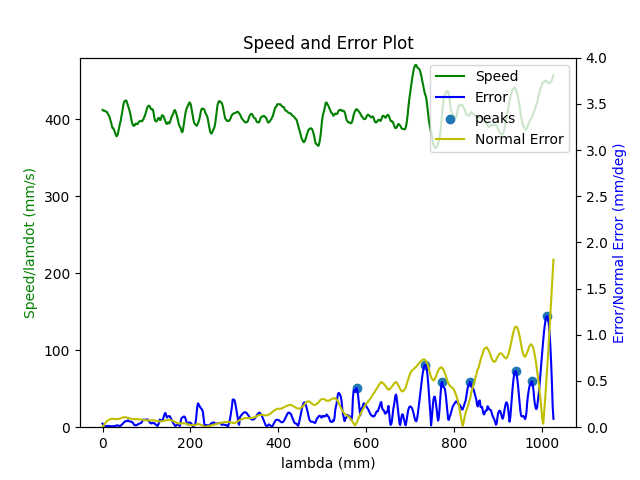 Speed and Error Plot
Speed
Error
peaks
Normal Error
Speed/lamdot (mm/s)
400
300
200
100
0
4.0
3.5
3.0
2.5
2.0
1.5
1.0
0.5
0.0
Error/Normal Error (mm/deg)
0 200 400 600 800 1000
lambda (mm)